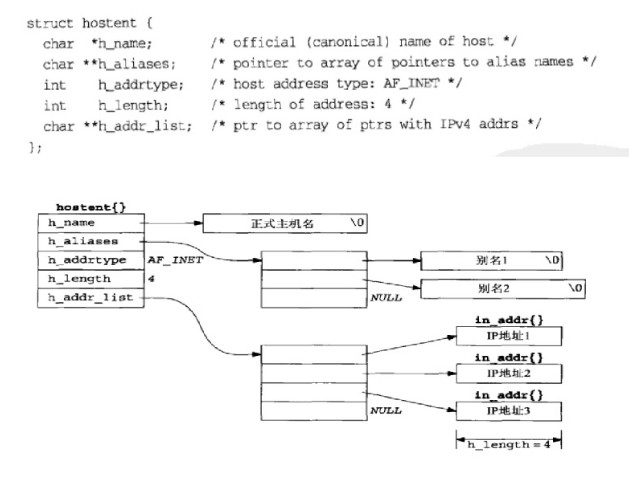 struct hostent {
char *h_name; /* official (canonical) name of host */
char **h_aliases; /* pointer to array of pointers to alias names */
int h_addrtype; /* host address type: AF_INET */
int h_length; /* length of address: 4 */
char **h_addr_list; /* ptr to array of ptrs with IPv4 addrs */
};
hostent{}
h_name 正式主机名 \0
h_aliases
h_addrtype AF_INET 别名1 \0
h_length 4
别名2 \0
h_addr_list NULL
in_addr{}
IP地址1
in_addr{}
IP地址2
in_addr{}
NULL IP地址3
h_length = 4